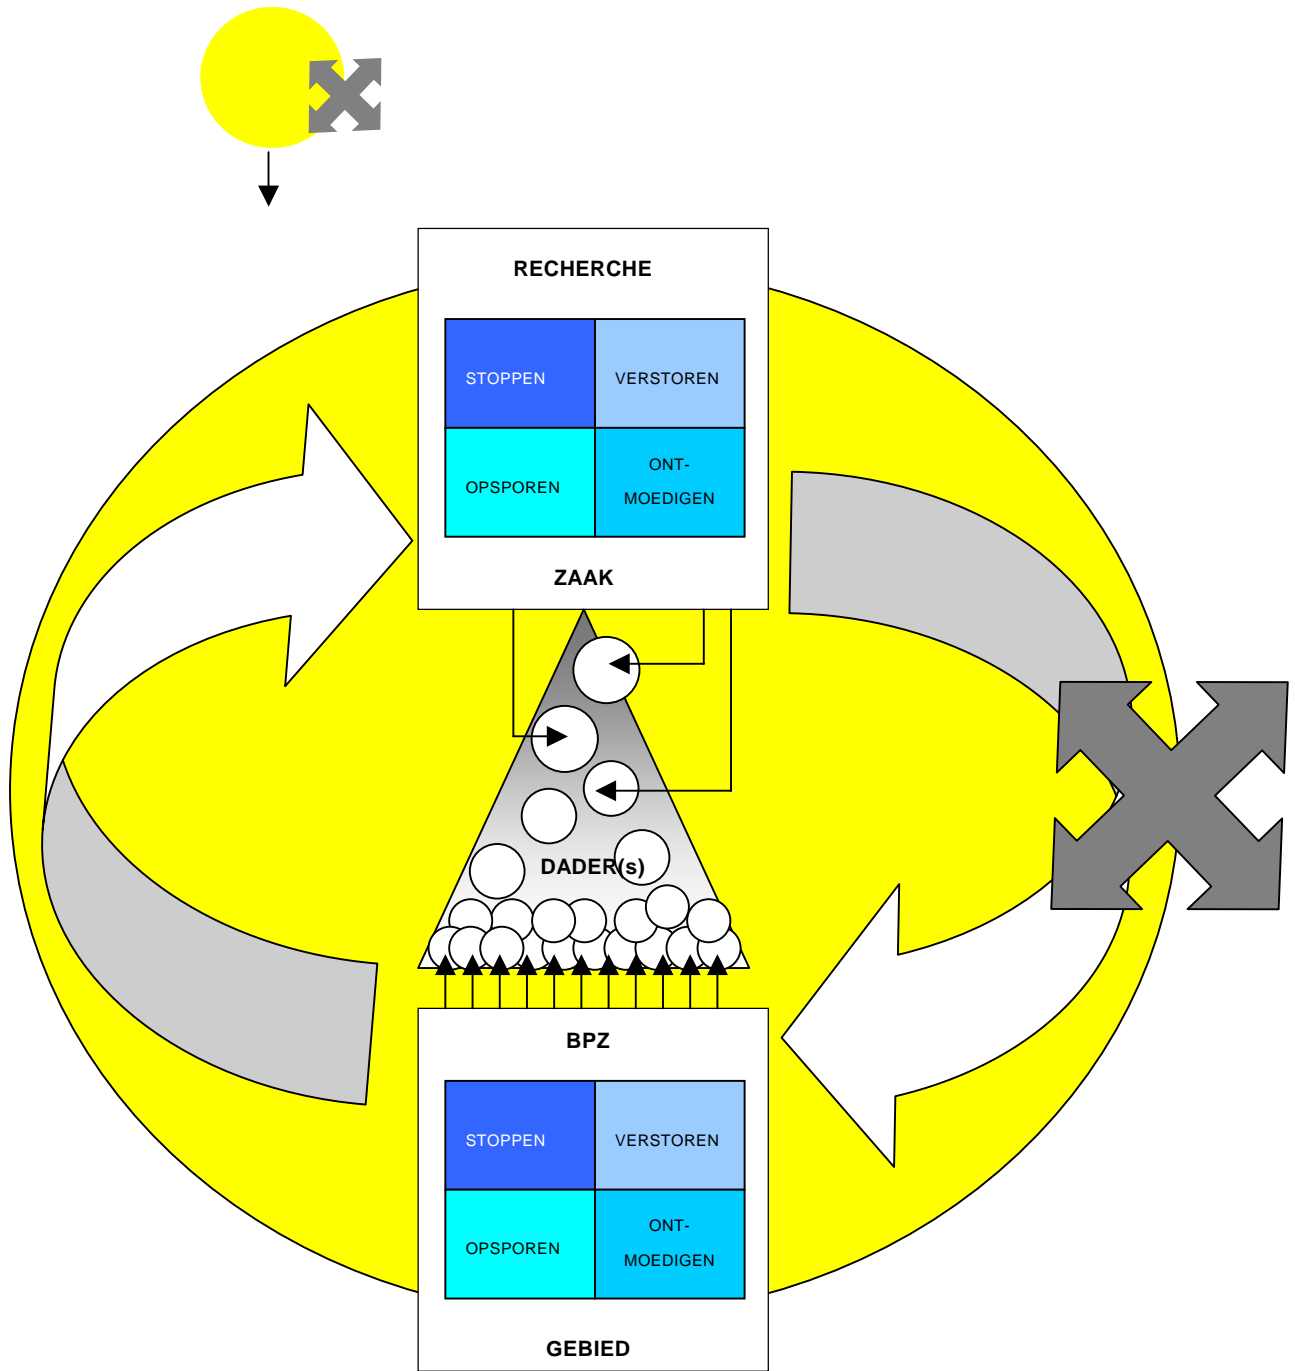 RECHERCHE
STOPPEN
VERSTOREN
OPSPOREN
ONT-
MOEDIGEN
ZAAK
DADER(s)
BPZ
STOPPEN
VERSTOREN
OPSPOREN
ONT-
MOEDIGEN
GEBIED